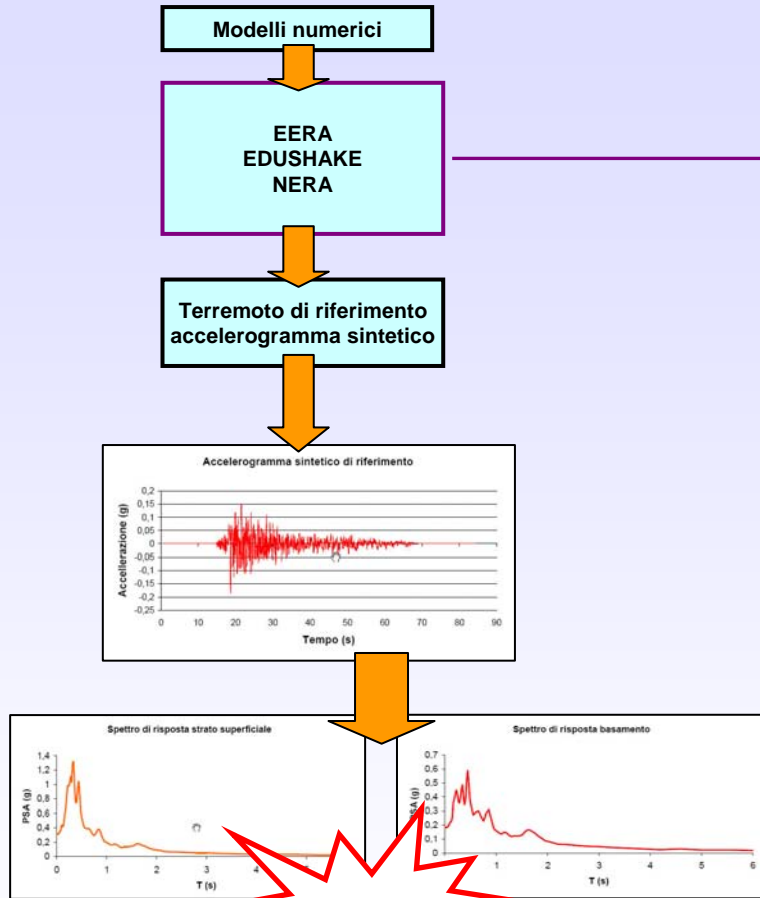 Modelli numerici
EERA
EDUSHAKE
NERA
Terremoto di riferimento
accelerogramma sintetico
Accelerogramma sintetico di riferimento
Accellerazione (g)
0,2
0,15
0,1
0,05
0
-0,05
-0,1
-0,15
-0,2
-0,25
0 10 20 30 40 50 60 70 80 90
Tempo (s)
Spettro di risposta strato superficiale
PSA (g)
1,4
1,2
1
0,8
0,6
0,4
0,2
0
0 1 2 3 4
T (s)
Spettro di risposta basamento
PSA (g)
0,7
0,6
0,5
0,4
0,3
0,2
0,1
1 2 3 4 5 6
T (s)